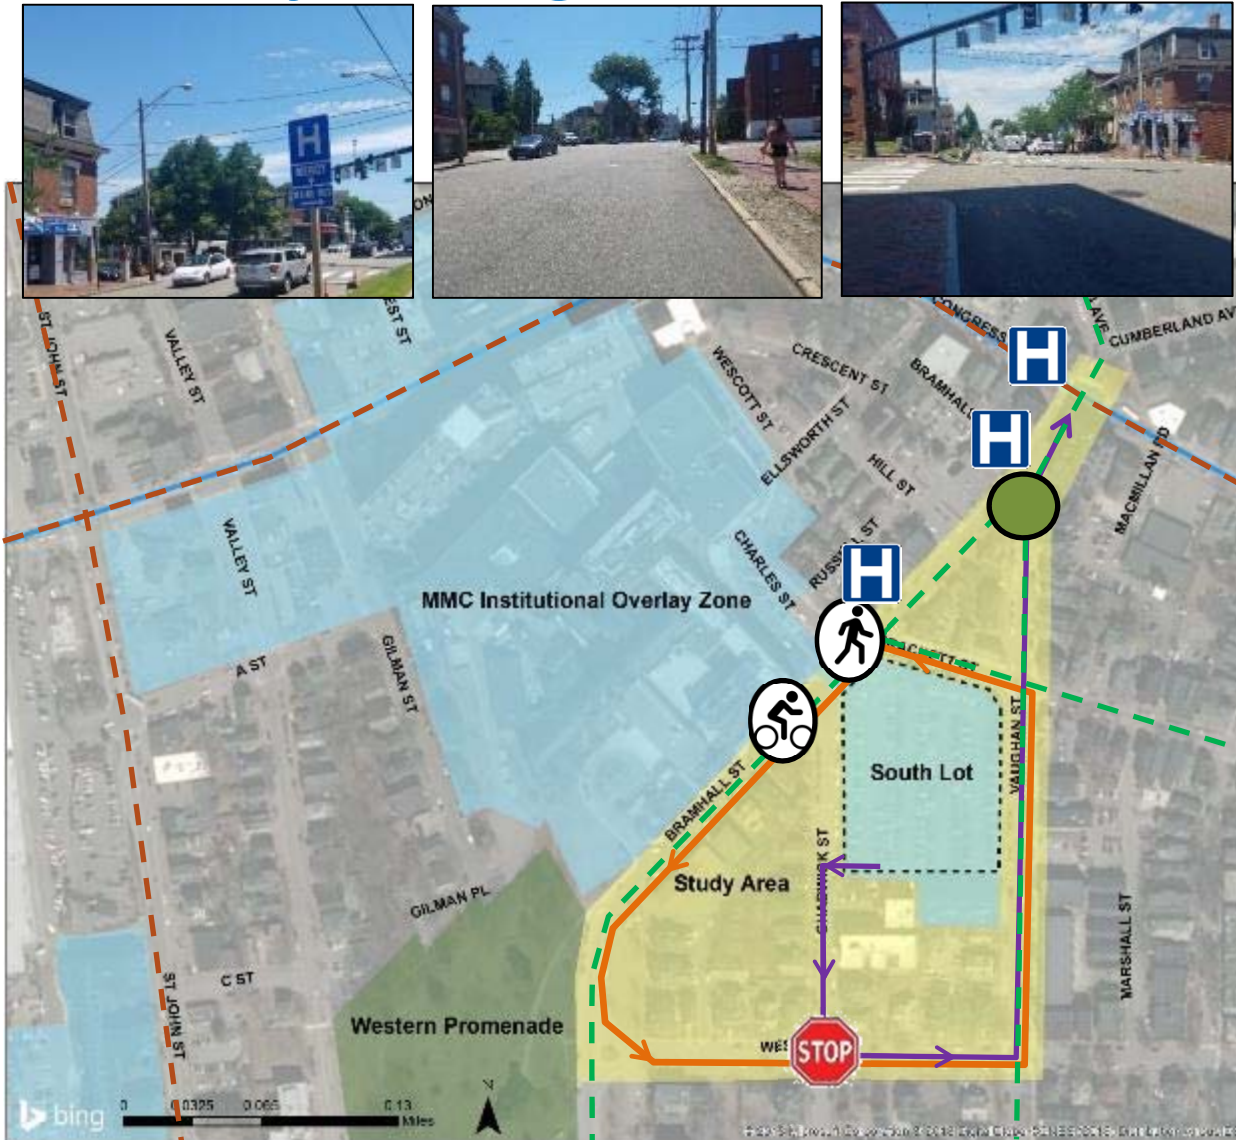 H
ST JOHN ST
VALLEY ST
WESCOTT ST
CRESCENT ST
CONGRESS
CUMBERLAND AV
H
BRAMHALL
ELLSWORTH ST
H
HILL ST
MACMILLAN RD
VALLEY ST
CHARLES ST
H
MMC Institutional Overlay Zone
A ST
GILMAN ST
VAUGHAN ST
South Lot
BRAMHALL ST
Study Area
GILMAN PL
MARSHALL ST
C ST
ST JOHN ST
Western Promenade
STOP
bing
0 0.0325 0.065 0.13
Miles
N